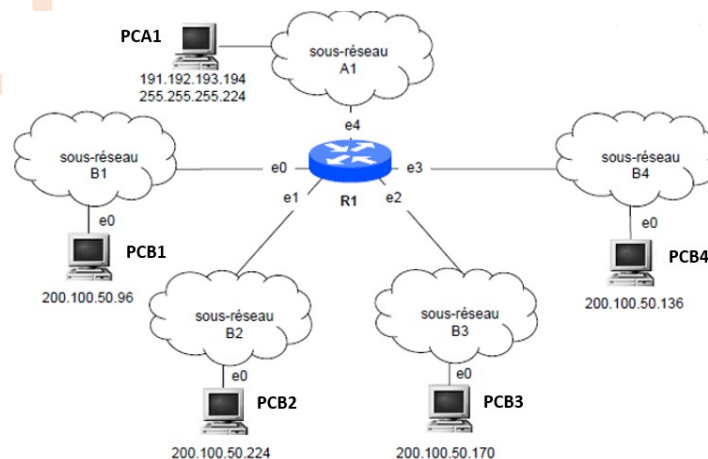 PCA1
191.192.193.194
255.255.255.224
sous-réseau
A1
e4
sous-réseau
B1
e0
e3
sous-réseau
B4
e1
R1
e2
e0
PCB1
200.100.50.96
e0
PCB4
200.100.50.136
sous-réseau
B2
sous-réseau
B3
e0
PCB2
200.100.50.224
e0
PCB3
200.100.50.170